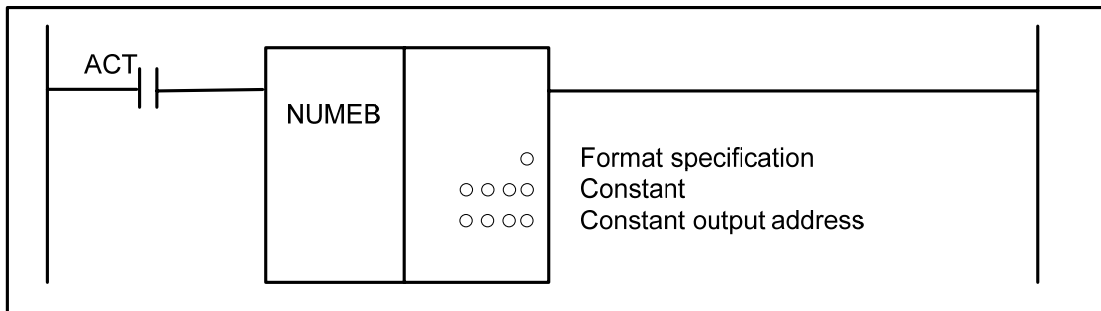 ACT
NUMEB
○ Format specification
○○○○ Constant
○○○○ Constant output address